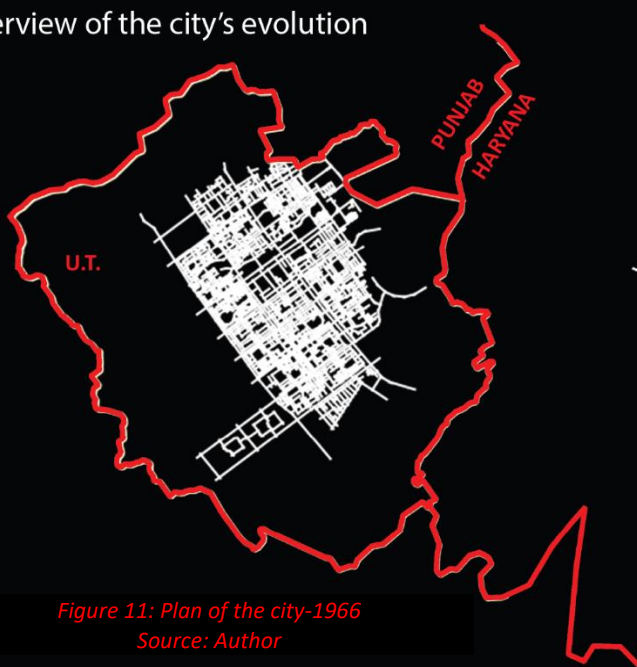 erview of the city's evolution
PUNJAB
HARYANA
U.T.
Figure 11: Plan of the city-1966
Source: Author